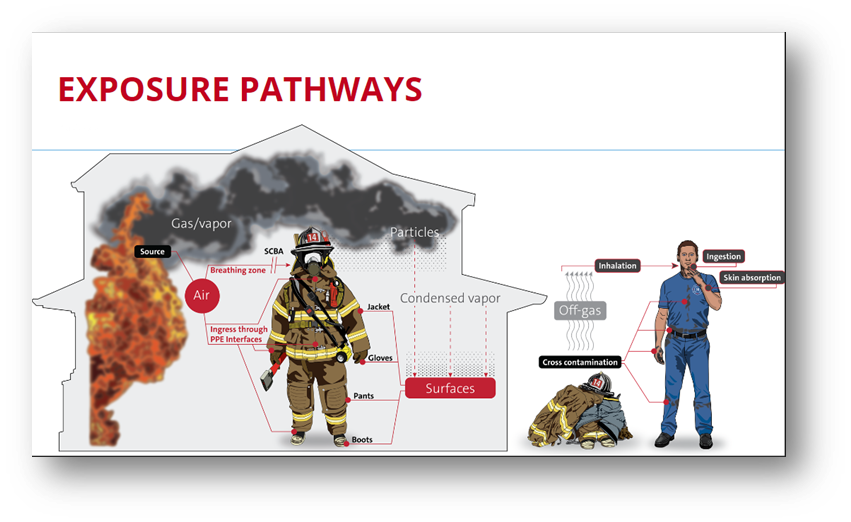 EXPOSURE PATHWAYS
Gas/vapor
Particles
14
SCBA
Source
Breathing zone
Air
Ingress through
PPE Interfaces
Jacket
Gloves
Pants
Boots
Condensed vapor
Surfaces
Ingestion
Inhalation
Skin absorption
Off-gas
Cross contamination
14